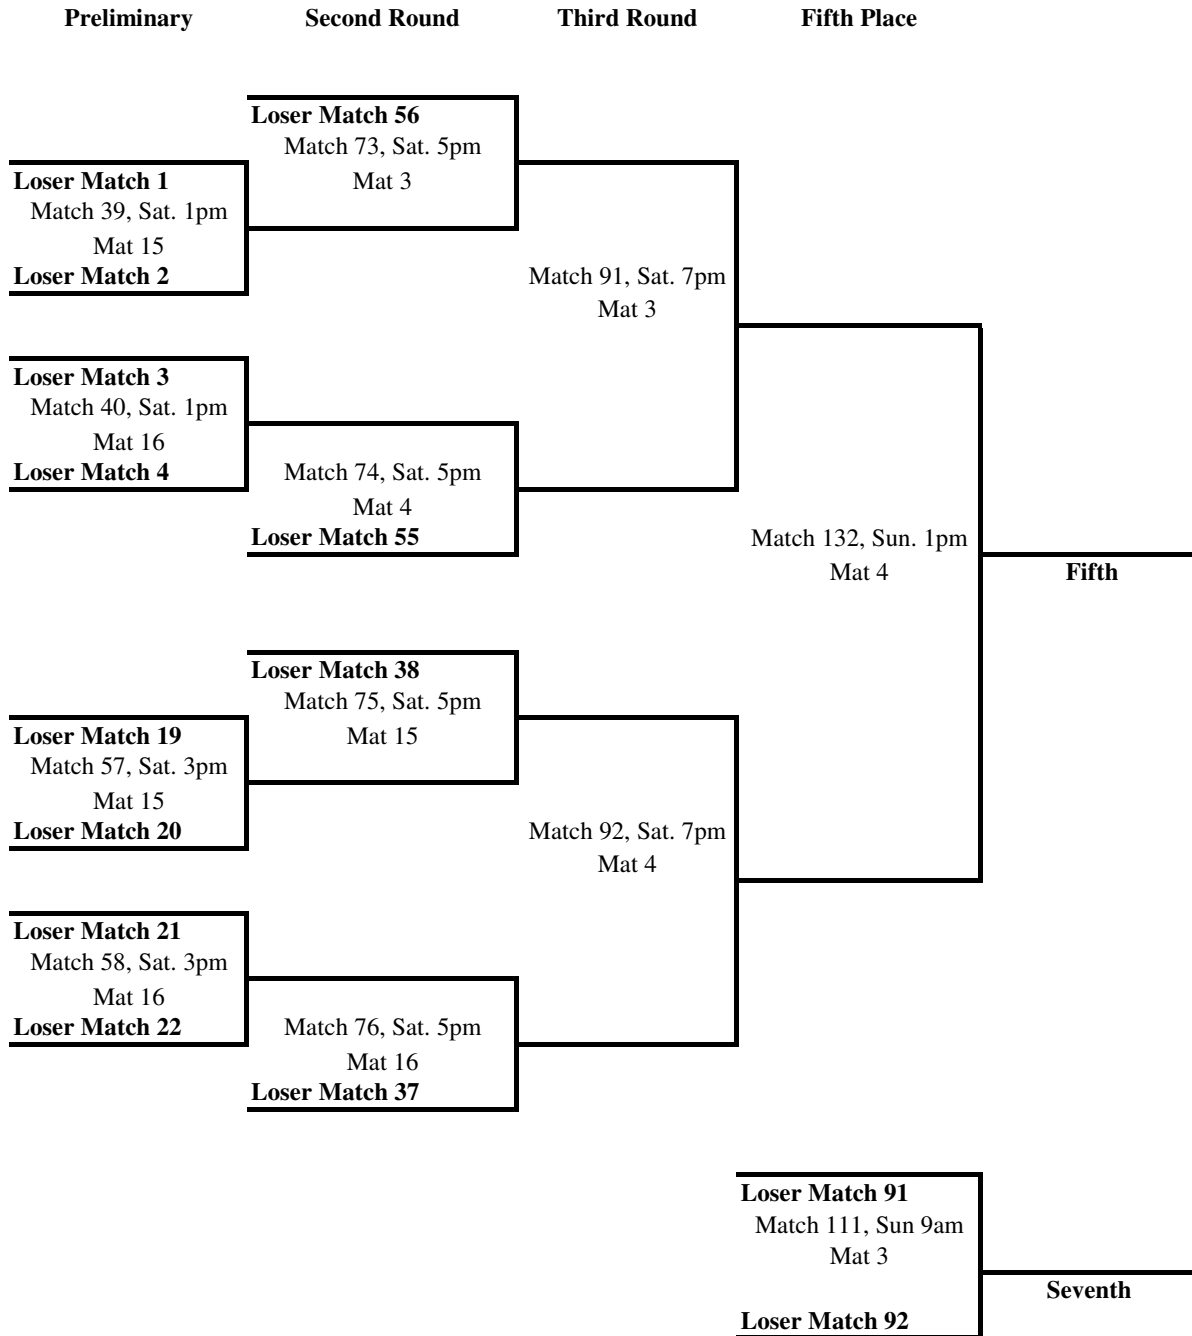 Preliminary Second Round Third Round Fifth Place
Loser Match 56
Match 73, Sat. 5pm
Mat 3
Loser Match 1
Match 39, Sat. 1pm
Mat 15
Loser Match 2
Match 91, Sat. 7pm
Mat 3
Loser Match 3
Match 40, Sat. 1pm
Mat 16
Loser Match 4
Match 74, Sat. 5pm
Mat 4
Loser Match 55
Match 132, Sun. 1pm
Mat 4
Fifth
Loser Match 38
Match 75, Sat. 5pm
Mat 15
Loser Match 19
Match 57, Sat. 3pm
Mat 15
Loser Match 20
Match 92, Sat. 7pm
Mat 4
Loser Match 21
Match 58, Sat. 3pm
Mat 16
Loser Match 22
Match 76, Sat. 5pm
Mat 16
Loser Match 37
Loser Match 91
Match 111, Sun 9am
Mat 3
Seventh
Loser Match 92